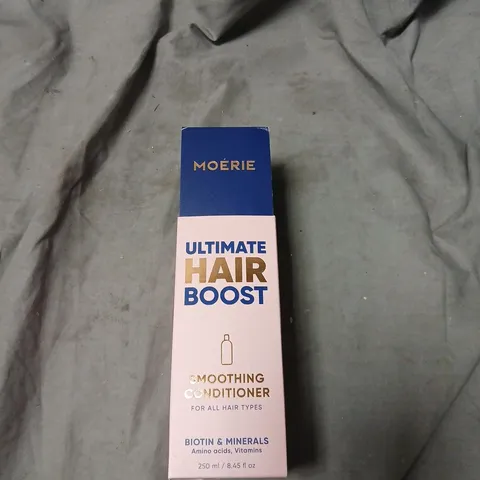 MOÉRIE
ULTIMATE
HAIR
BOOST
SMOOTHING
CONDITIONER
FOR ALL HAIR TYPES
BIOTIN & MINERALS
Amino acids, Vitamins
250 ml / 8.45 fl oz